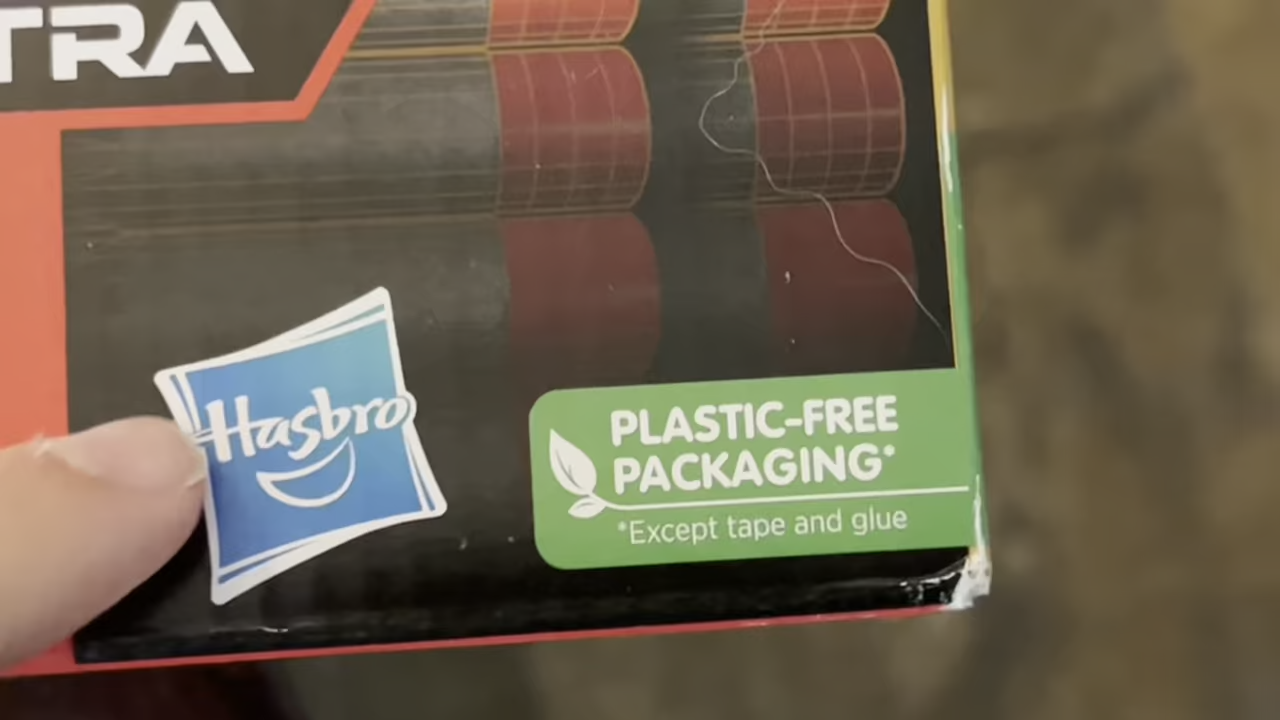 TRA
Hasbro
PLASTIC-FREE
PACKAGING*
*Except tape and glue